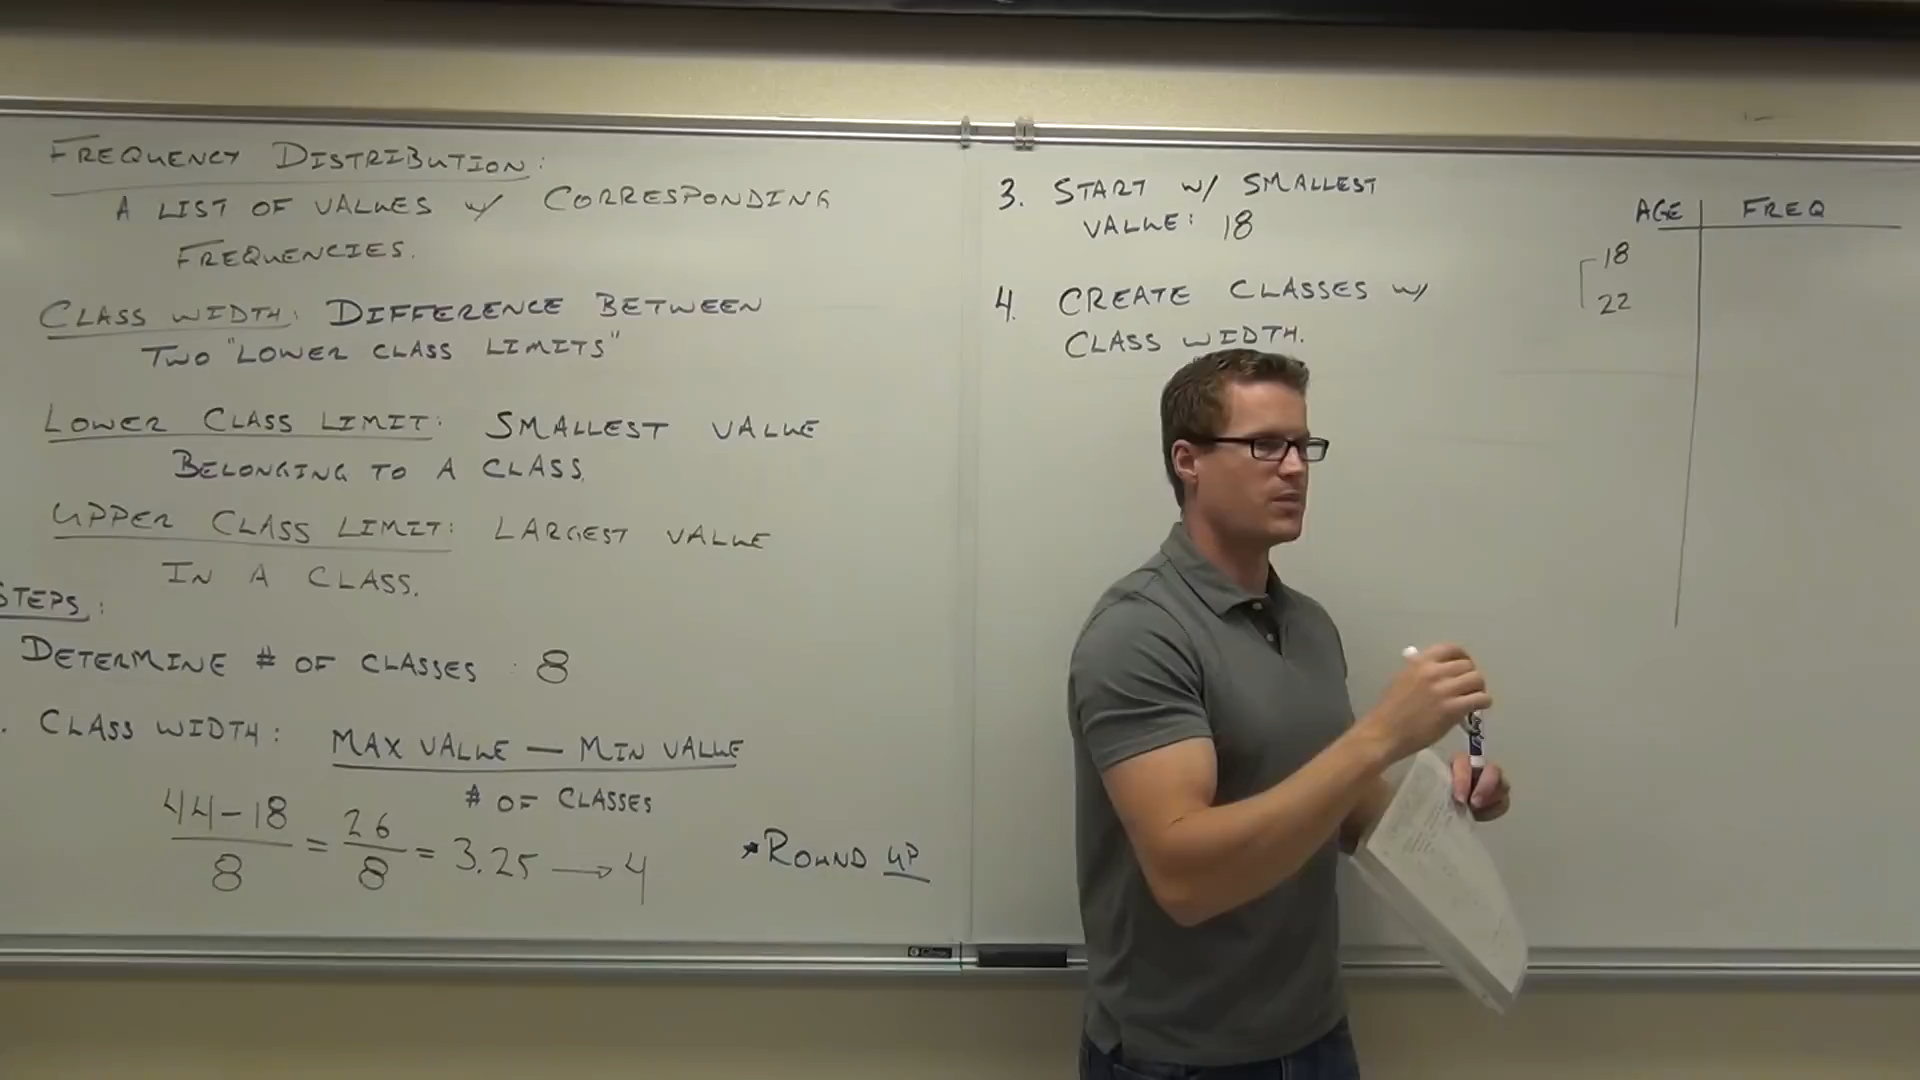 FREQUENCY DISTRIBUTION:
A LIST OF VALUES w/ CORRESPONDING
FREQUENCIES.
CLASS WIDTH: DIFFERENCE BETWEEN
TWO "LOWER CLASS LIMITS"
LOWER CLASS LIMIT: SMALLEST VALUE
BELONGING TO A CLASS.
UPPER CLASS LIMIT: LARGEST VALUE
IN A CLASS.
STEPS:
DETERMINE # OF CLASSES : 8
. CLASS WIDTH: MAX VALUE — MIN VALUE
# OF CLASSES
44-18 / 8 = 26 / 8 = 3.25 → 4 *ROUND UP
3. START w/ SMALLEST
VALUE: 18
4. CREATE CLASSES w/
CLASS WIDTH.
AGE | FREQ
18
22